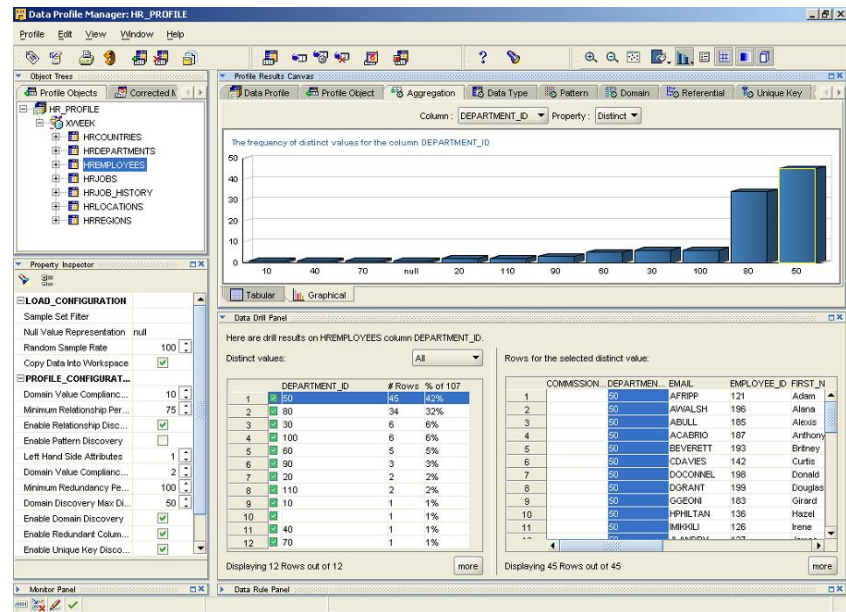 Data Profile Manager: HR_PROFILE
Profile Edit View Window Help
Object Trees
Profile Objects Corrected M
HR_PROFILE
XWEEK
HRCOUNTRIES
HRDEPARTMENTS
HREMPLOYEES
HRJOBS
HRJOB_HISTORY
HRLOCATIONS
HRREGIONS
Property Inspector
LOAD_CONFIGURATION
Sample Set Filter
Null Value Representation null
Random Sample Rate 100
Copy Data Into Workspace
PROFILE_CONFIGURAT...
Domain Value Complianc... 10
Minimum Relationship Per... 75
Enable Relationship Disc...
Enable Pattern Discovery
Left Hand Side Attributes 1
Domain Value Complianc... 2
Minimum Redundancy Pe... 100
Domain Discovery Max Di... 50
Enable Domain Discovery
Enable Redundant Colum...
Enable Unique Key Disco...
Monitor Panel
Profile Results Canvas
Data Profile Profile Object Aggregation Data Type Pattern Domain Referential Unique Key
Column: DEPARTMENT_ID Property: Distinct
The frequency of distinct values for the column DEPARTMENT_ID
50
40
30
20
10
0
10 40 70 null 20 110 90 60 30 100 80 50
Tabular Graphical
Data Drill Panel
Here are drill results on HREMPLOYEES column DEPARTMENT_ID.
Distinct values: All
DEPARTMENT_ID # Rows % of 107
1 50 45 42%
2 80 34 32%
3 30 6 6%
4 100 6 6%
5 60 5 5%
6 90 3 3%
7 20 2 2%
8 110 2 2%
9 10 1 1%
10 1 1%
11 40 1 1%
12 70 1 1%
Displaying 12 Rows out of 12 more
Rows for the selected distinct value:
COMMISSION... DEPARTMEN... EMAIL EMPLOYEE_ID FIRST_N
1 50 AFRIPP 121 Adam
2 50 AWALSH 196 Alana
3 50 ABULL 185 Alexis
4 50 ACABRIO 187 Anthony
5 50 BEVERETT 193 Britney
6 50 CDAVIES 142 Curtis
7 50 DOCONNEL 198 Donald
8 50 DGRANT 199 Douglas
9 50 GGEONI 183 Girard
10 50 HPHILTAN 136 Hazel
11 50 IMIKKILI 126 Irene
Displaying 45 Rows out of 45 more
Data Rule Panel